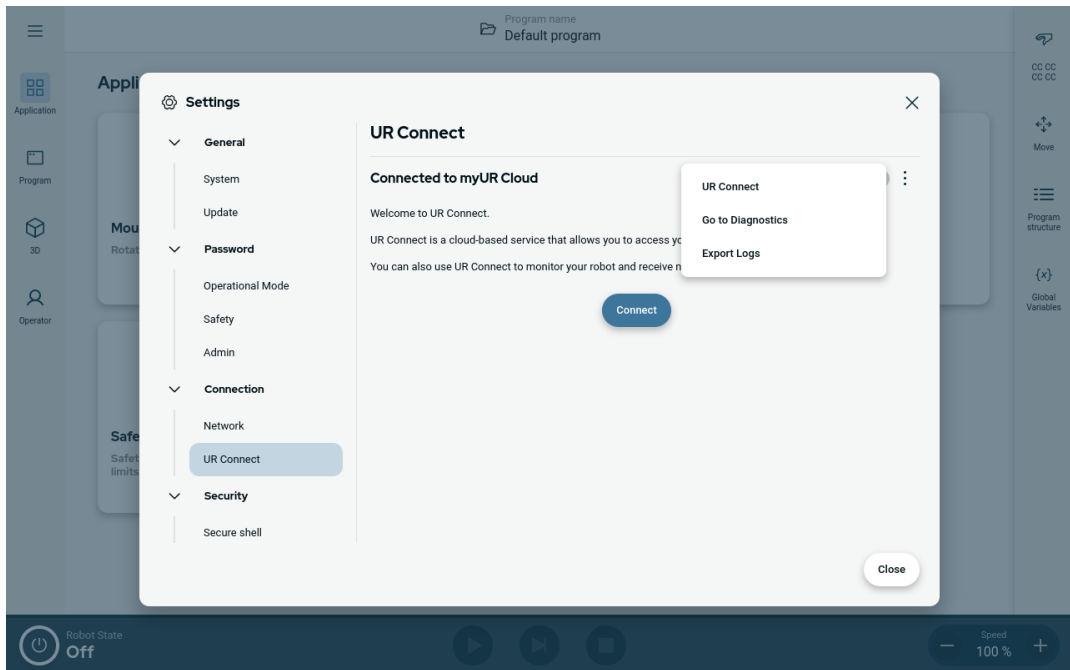 Program name
Default program
Application
Program
3D
Operator
Appli
Mou
Rotat
Safe
Safet
limits
Settings
General
System
Update
Password
Operational Mode
Safety
Admin
Connection
Network
UR Connect
Security
Secure shell
UR Connect
Connected to myUR Cloud
Welcome to UR Connect.
UR Connect is a cloud-based service that allows you to access yo
You can also use UR Connect to monitor your robot and receive n
Connect
UR Connect
Go to Diagnostics
Export Logs
Close
CC CC
CC CC
Move
Program
structure
{x}
Global
Variables
Robot State
Off
Speed
100 %